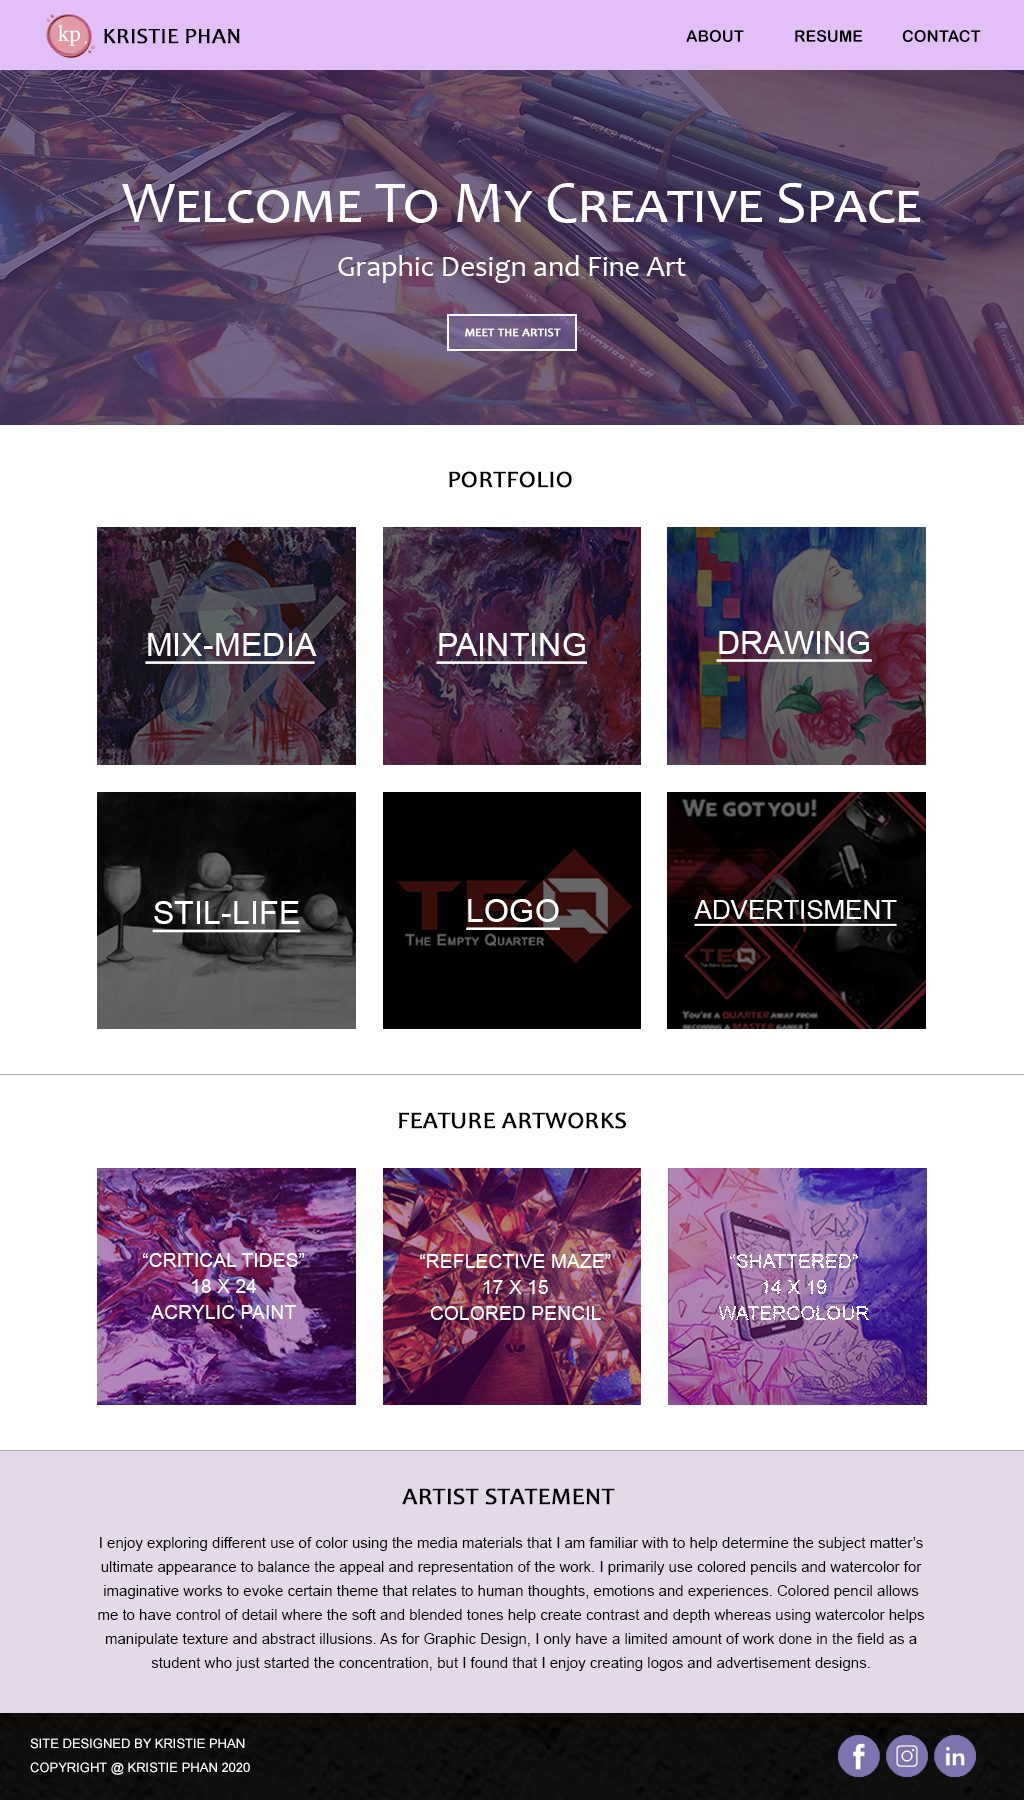 kp
KRISTIE PHAN
ABOUT
RESUME
CONTACT
WELCOME TO MY CREATIVE SPACE
Graphic Design and Fine Art
MEET THE ARTIST
PORTFOLIO
MIX-MEDIA
PAINTING
DRAWING
STIL-LIFE
TEQ
LOGO
THE EMPTY QUARTER
WE GOT YOU!
ADVERTISMENT
TEQ
THE EMPTY QUARTER
YOU'RE A QUARTER AWAY FROM
BECOMING A MASTER GAMER!
FEATURE ARTWORKS
“CRITICAL TIDES”
18 X 24
ACRYLIC PAINT
“REFLECTIVE MAZE”
17 X 15
COLORED PENCIL
“SHATTERED”
14 X 19
WATERCOLOUR
ARTIST STATEMENT
I enjoy exploring different use of color using the media materials that I am familiar with to help determine the subject matter’s
ultimate appearance to balance the appeal and representation of the work. I primarily use colored pencils and watercolor for
imaginative works to evoke certain theme that relates to human thoughts, emotions and experiences. Colored pencil allows
me to have control of detail where the soft and blended tones help create contrast and depth whereas using watercolor helps
manipulate texture and abstract illusions. As for Graphic Design, I only have a limited amount of work done in the field as a
student who just started the concentration, but I found that I enjoy creating logos and advertisement designs.
SITE DESIGNED BY KRISTIE PHAN
COPYRIGHT @ KRISTIE PHAN 2020
f
in